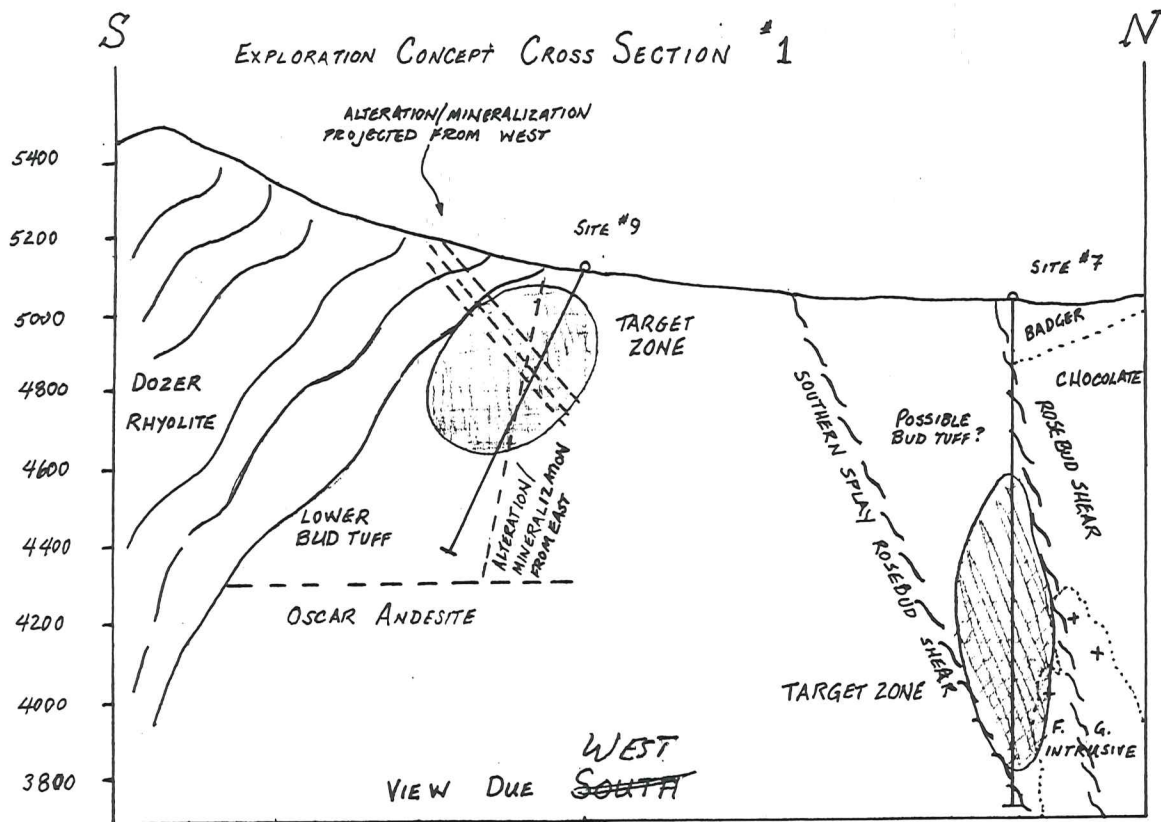 S
N
EXPLORATION CONCEPT CROSS SECTION #1
ALTERATION/MINERALIZATION
PROJECTED FROM WEST
5400
5200
5000
4800
4600
4400
4200
4000
3800
SITE #9
SITE #7
TARGET
ZONE
BADGER
CHOCOLATE
DOZER
RHYOLITE
SOUTHERN SPLAY ROSEBUD SHEAR
POSSIBLE
BUD TUFF?
ROSEBUD SHEAR
LOWER
BUD TUFF
ALTERATION/
MINERALIZATION
FROM EAST
OSCAR ANDESITE
TARGET ZONE
F. G.
INTRUSIVE
WEST
VIEW DUE SOUTH